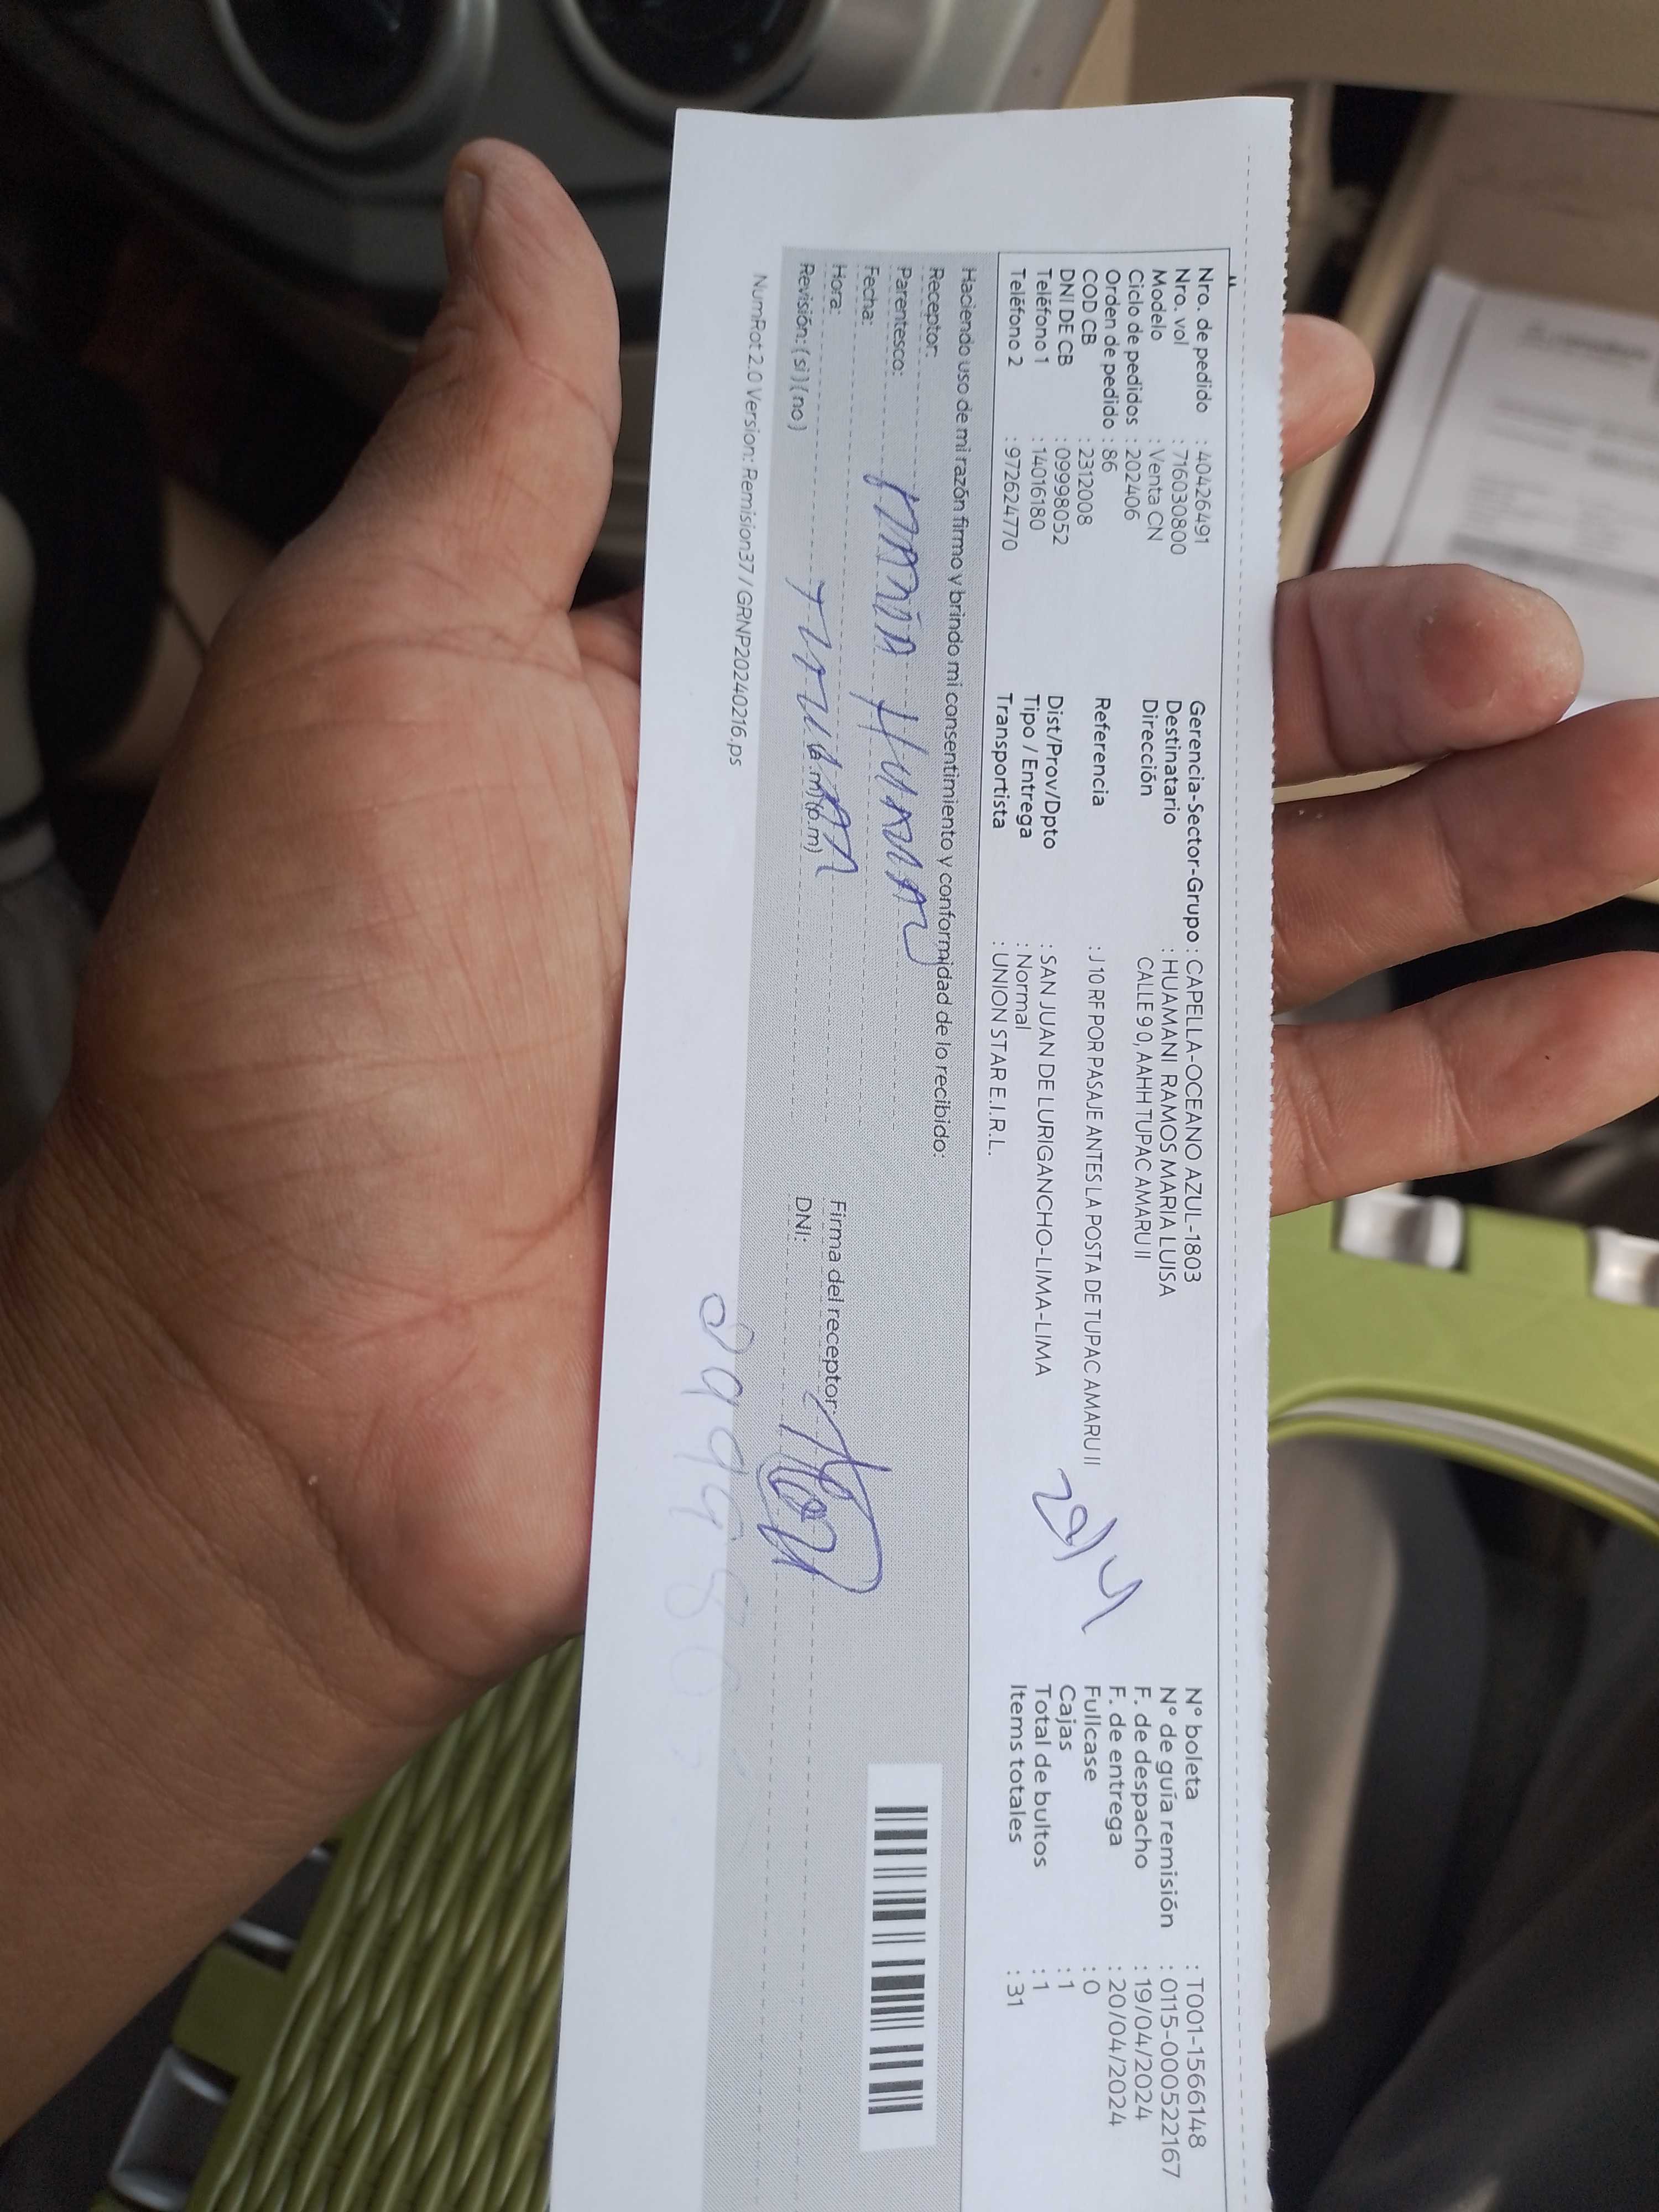 Nro. de pedido : 40426491
Nro. vol : 716030800
Modelo : Venta CN
Ciclo de pedidos : 202406
Orden de pedido : 86
COD CB : 2312008
DNI DE CB : 09998052
Teléfono 1 : 14016180
Teléfono 2 : 972624770
Gerencia-Sector-Grupo : CAPELLA-OCEANO AZUL-1803
Destinatario : HUAMANI RAMOS MARIA LUISA
Dirección CALLE 9 0, AAHH TUPAC AMARU II
Referencia : J 10 RF POR PASAJE ANTES LA POSTA DE TUPAC AMARU II
Dist/Prov/Dpto : SAN JUAN DE LURIGANCHO-LIMA-LIMA
Tipo / Entrega : Normal
Transportista : UNION STAR E.I.R.L.
N° boleta : T001-1566148
N° de guía remisión : 0115-000522167
F. de despacho : 19/04/2024
F. de entrega : 20/04/2024
Fullcase : 0
Cajas : 1
Total de bultos : 1
Items totales : 31
Haciendo uso de mi razón firmo y brindo mi consentimiento y conformidad de lo recibido:
Receptor:
Parentesco:
Fecha: MARÍA HUAMAN
Hora:
Revisión: ( si ) ( no ) (a.m) (p.m)
Firma del receptor:
DNI:
NumRot 2.0 Version: Remision37 / GRNP20240216.ps